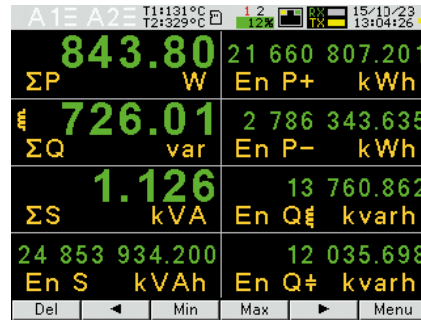 A1 A2 T1:131°C T2:329°C 1 2 12% RX TX 15/10/23 13:04:26
843.80 21 660 807.201
ΣP W En P+ kWh
726.01 2 786 343.635
ΣQ var En P− kWh
1.126 13 760.862
ΣS kVA En Q kvarh
24 853 934.200 12 035.698
En S kVAh En Q kvarh
Del ◄ Min Max ► Menu